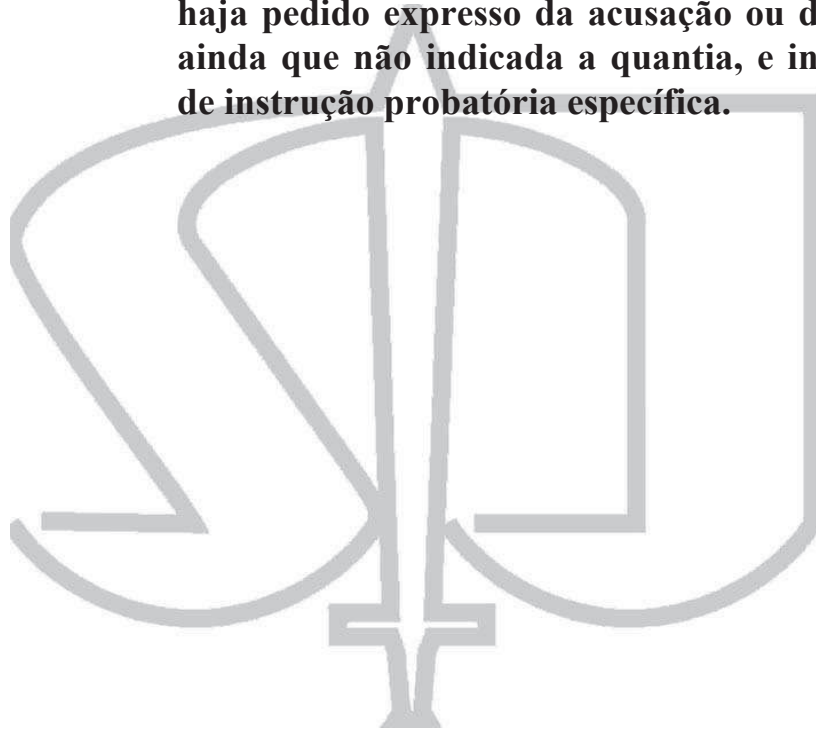 haja pedido expresso da acusação ou d
ainda que não indicada a quantia, e in
de instrução probatória específica.